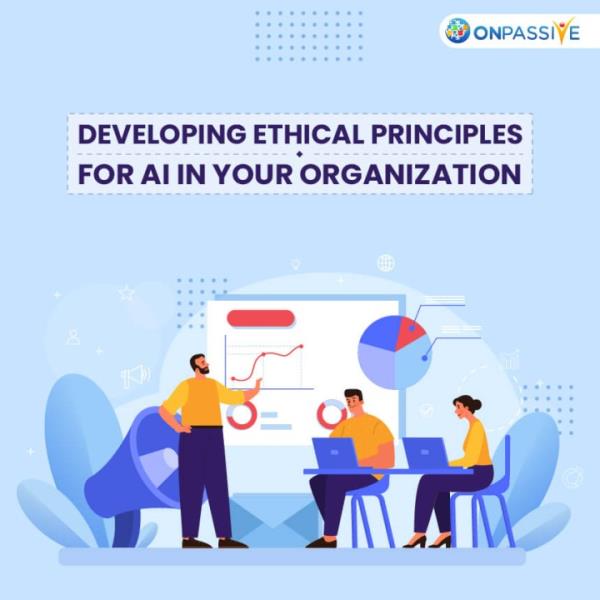 ONPASSIVE
DEVELOPING ETHICAL PRINCIPLES
FOR AI IN YOUR ORGANIZATION